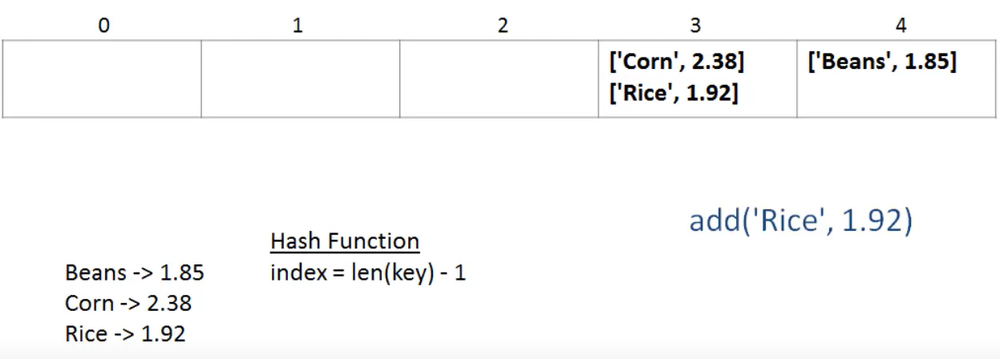 0 1 2 3 4
['Corn', 2.38] ['Beans', 1.85]
['Rice', 1.92]
add('Rice', 1.92)
Hash Function
Beans -> 1.85 index = len(key) - 1
Corn -> 2.38
Rice -> 1.92